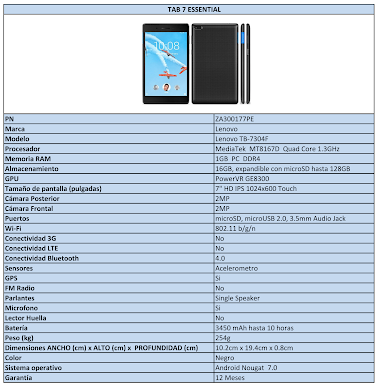 TAB 7 ESSENTIAL
10:08
PN ZA300177PE
Marca Lenovo
Modelo Lenovo TB-7304F
Procesador MediaTek MT8167D Quad Core 1.3GHz
Memoria RAM 1GB PC DDR4
Almacenamiento 16GB, expandible con microSD hasta 128GB
GPU PowerVR GE8300
Tamaño de pantalla (pulgadas) 7" HD IPS 1024x600 Touch
Cámara Posterior 2MP
Cámara Frontal 2MP
Puertos microSD, microUSB 2.0, 3.5mm Audio Jack
Wi-Fi 802.11 b/g/n
Conectividad 3G No
Conectividad LTE No
Conectividad Bluetooth 4.0
Sensores Acelerometro
GPS Si
FM Radio No
Parlantes Single Speaker
Microfono Si
Lector Huella No
Batería 3450 mAh hasta 10 horas
Peso (kg) 254g
Dimensiones ANCHO (cm) x ALTO (cm) x PROFUNDIDAD (cm) 10.2cm x 19.4cm x 0.8cm
Color Negro
Sistema operativo Android Nougat 7.0
Garantia 12 Meses